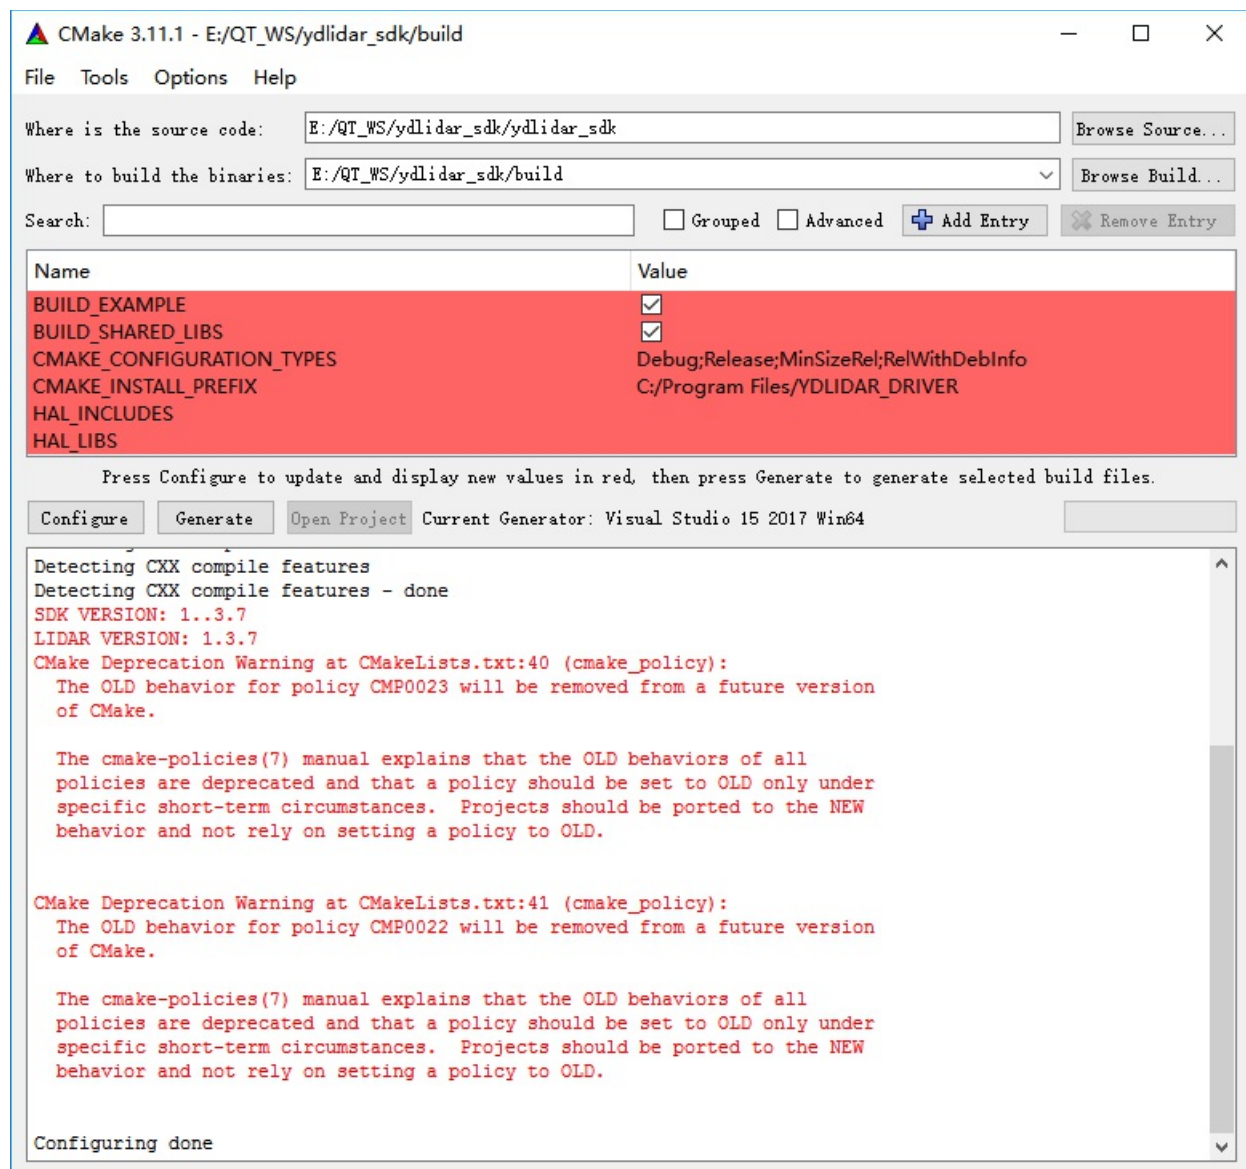 CMake 3.11.1 - E:/QT_WS/ydlidar_sdk/build
File Tools Options Help
Where is the source code: E:/QT_WS/ydlidar_sdk/ydlidar_sdk Browse Source...
Where to build the binaries: E:/QT_WS/ydlidar_sdk/build Browse Build...
Search: Grouped Advanced Add Entry Remove Entry
Name Value
BUILD_EXAMPLE
BUILD_SHARED_LIBS
CMAKE_CONFIGURATION_TYPES Debug;Release;MinSizeRel;RelWithDebInfo
CMAKE_INSTALL_PREFIX C:/Program Files/YDLIDAR_DRIVER
HAL_INCLUDES
HAL_LIBS
Press Configure to update and display new values in red, then press Generate to generate selected build files.
Configure Generate Open Project Current Generator: Visual Studio 15 2017 Win64
Detecting CXX compile features
Detecting CXX compile features - done
SDK VERSION: 1..3.7
LIDAR VERSION: 1.3.7
CMake Deprecation Warning at CMakeLists.txt:40 (cmake_policy):
The OLD behavior for policy CMP0023 will be removed from a future version
of CMake.
The cmake-policies(7) manual explains that the OLD behaviors of all
policies are deprecated and that a policy should be set to OLD only under
specific short-term circumstances.  Projects should be ported to the NEW
behavior and not rely on setting a policy to OLD.
CMake Deprecation Warning at CMakeLists.txt:41 (cmake_policy):
The OLD behavior for policy CMP0022 will be removed from a future version
of CMake.
The cmake-policies(7) manual explains that the OLD behaviors of all
policies are deprecated and that a policy should be set to OLD only under
specific short-term circumstances.  Projects should be ported to the NEW
behavior and not rely on setting a policy to OLD.
Configuring done